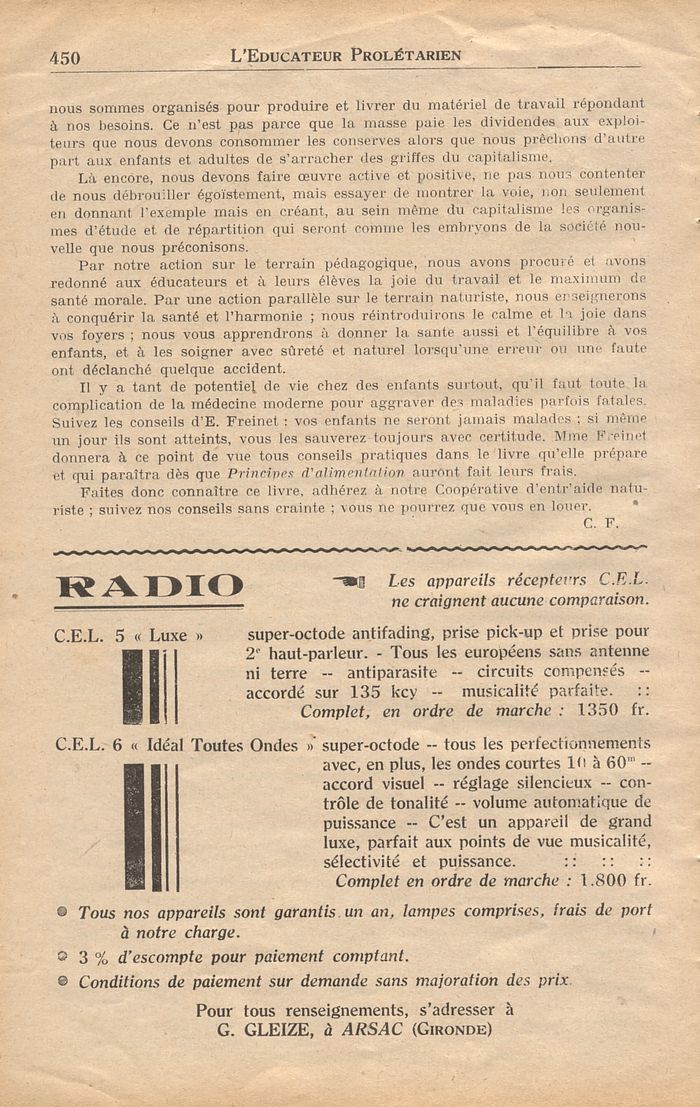 450
L'Educateur Prolétarien
nous sommes organisés pour produire et livrer du matériel de travail répondant
à nos besoins. Ce n'est pas parce que la masse paie les dividendes aux exploi-
teurs que nous devons consommer les conserves alors que nous prêchons d'autre
part aux enfants et adultes de s'arracher des griffes du capitalisme.
Là encore, nous devons faire œuvre active et positive, ne pas nous contenter
de nous débrouiller égoïstement, mais essayer de montrer la voie, non seulement
en donnant l'exemple mais en créant, au sein même du capitalisme les organis-
mes d'étude et de répartition qui seront comme les embryons de la société nou-
velle que nous préconisons.
Par notre action sur le terrain pédagogique, nous avons procuré et avons
redonné aux éducateurs et à leurs élèves la joie du travail et le maximum de
santé morale. Par une action parallèle sur le terrain naturiste, nous enseignerons
à conquérir la santé et l'harmonie ; nous réintroduirons le calme et la joie dans
vos foyers ; nous vous apprendrons à donner la sante aussi et l'équilibre à vos
enfants, et à les soigner avec sûreté et naturel lorsqu'une erreur ou une faute
ont déclanché quelque accident.
Il y a tant de potentiel de vie chez des enfants surtout, qu'il faut toute la
complication de la médecine moderne pour aggraver des maladies parfois fatales.
Suivez les conseils d'E. Freinet : vos enfants ne seront jamais malades ; si même
un jour ils sont atteints, vous les sauverez toujours avec certitude. Mme Freinet
donnera à ce point de vue tous conseils pratiques dans le livre qu'elle prépare
et qui paraîtra dès que Principes d'alimentation auront fait leurs frais.
Faites donc connaître ce livre, adhérez à notre Coopérative d'entr'aide natu-
riste ; suivez nos conseils sans crainte ; vous ne pourrez que vous en louer.
C. F.
RADIO
Les appareils récepteurs C.E.L.
ne craignent aucune comparaison.
C.E.L. 5 « Luxe » super-octode antifading, prise pick-up et prise pour
2e haut-parleur. - Tous les européens sans antenne
ni terre -- antiparasite -- circuits compensés --
accordé sur 135 kcy -- musicalité parfaite. ::
Complet, en ordre de marche : 1350 fr.
C.E.L. 6 « Idéal Toutes Ondes » super-octode -- tous les perfectionnements
avec, en plus, les ondes courtes 10 à 60m --
accord visuel -- réglage silencieux -- con-
trôle de tonalité -- volume automatique de
puissance -- C'est un appareil de grand
luxe, parfait aux points de vue musicalité,
sélectivité et puissance. :: :: ::
Complet en ordre de marche : 1.800 fr.
Tous nos appareils sont garantis un an, lampes comprises, frais de port
à notre charge.
3 % d'escompte pour paiement comptant.
Conditions de paiement sur demande sans majoration des prix.
Pour tous renseignements, s'adresser à
G. GLEIZE, à ARSAC (GIRONDE)